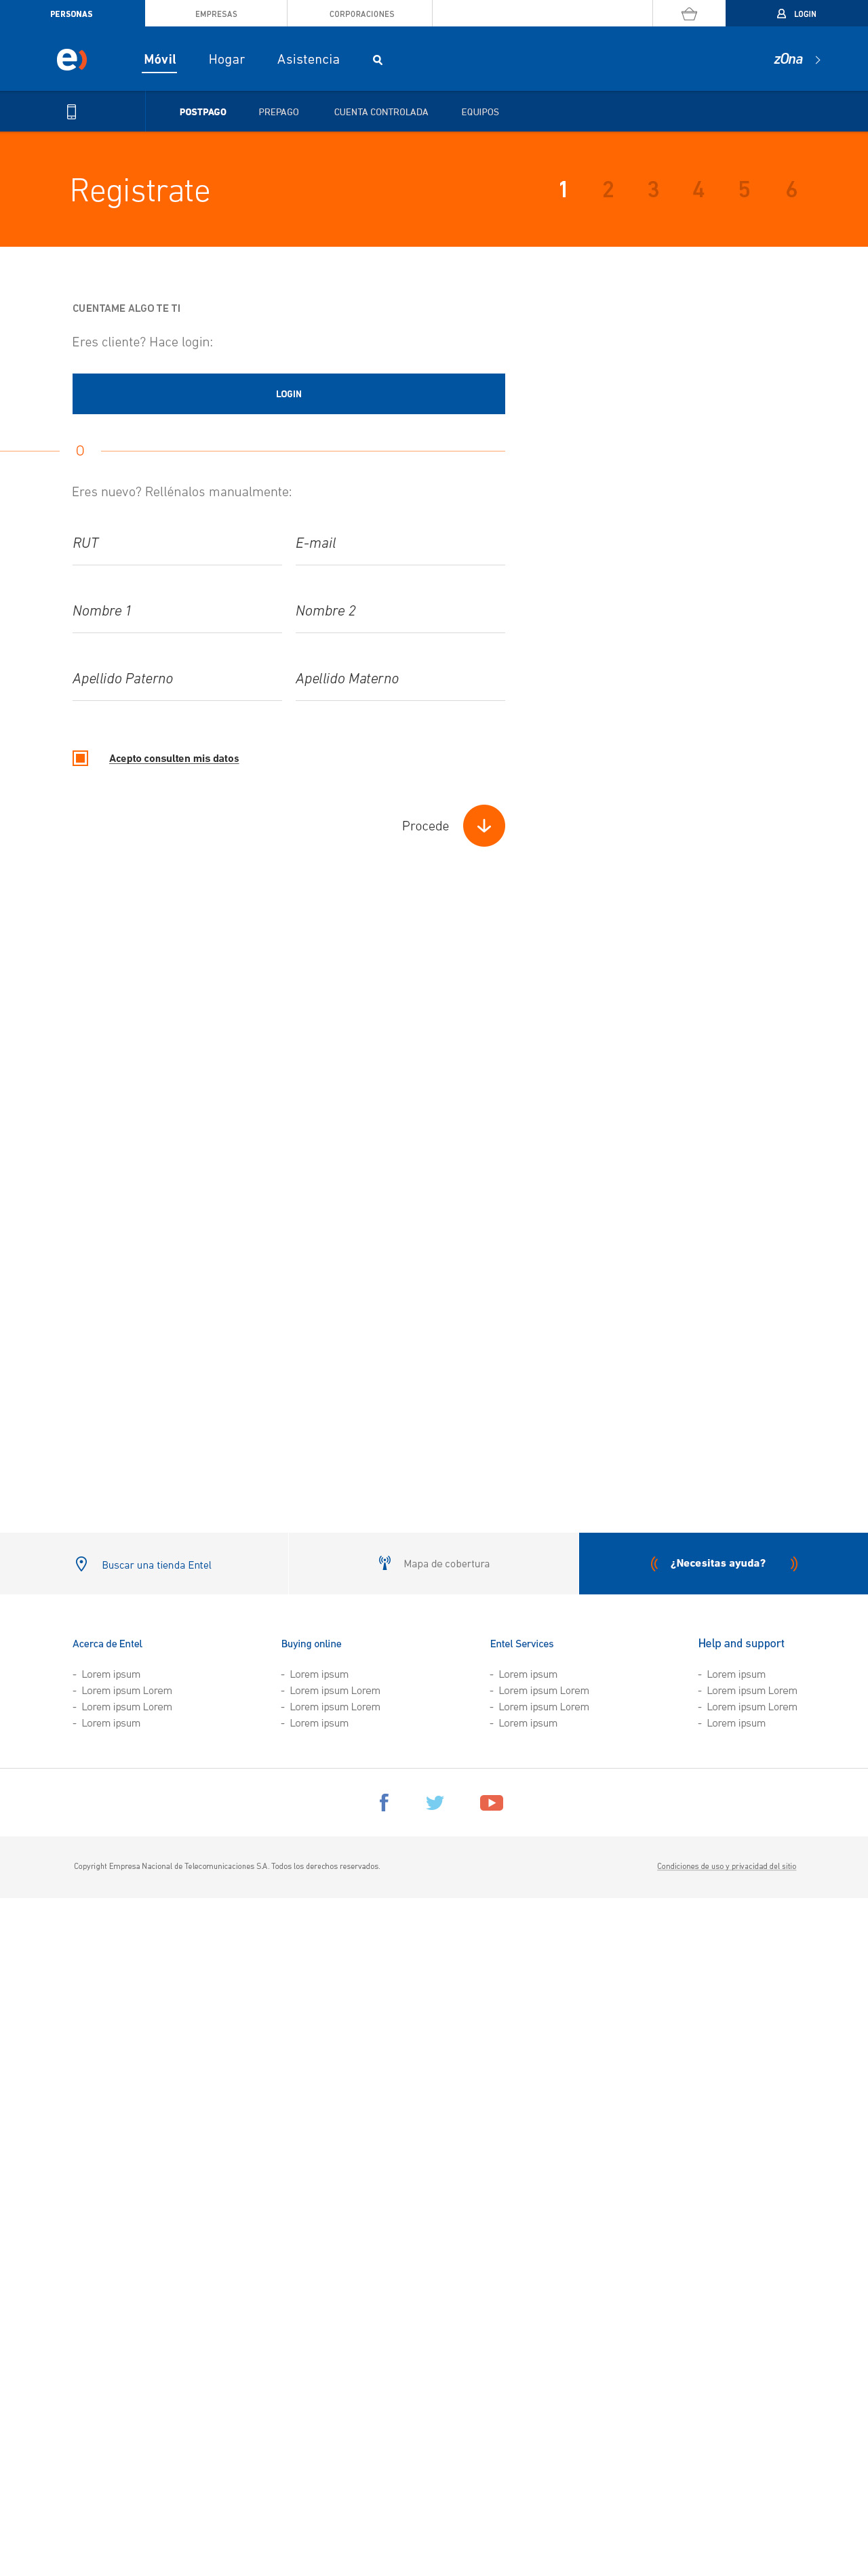 PERSONAS EMPRESAS CORPORACIONES LOGIN
e) Móvil Hogar Asistencia zOna
POSTPAGO PREPAGO CUENTA CONTROLADA EQUIPOS
Registrate 1 2 3 4 5 6
CUENTAME ALGO TE TI
Eres cliente? Hace login:
LOGIN
O
Eres nuevo? Rellénalos manualmente:
RUT E-mail
Nombre 1 Nombre 2
Apellido Paterno Apellido Materno
Acepto consulten mis datos
Procede
Buscar una tienda Entel Mapa de cobertura ¿Necesitas ayuda?
Acerca de Entel Buying online Entel Services Help and support
- Lorem ipsum - Lorem ipsum - Lorem ipsum - Lorem ipsum
- Lorem ipsum Lorem - Lorem ipsum Lorem - Lorem ipsum Lorem - Lorem ipsum Lorem
- Lorem ipsum Lorem - Lorem ipsum Lorem - Lorem ipsum Lorem - Lorem ipsum Lorem
- Lorem ipsum - Lorem ipsum - Lorem ipsum - Lorem ipsum
f
Copyright Empresa Nacional de Telecomunicaciones S.A. Todos los derechos reservados. Condiciones de uso y privacidad del sitio